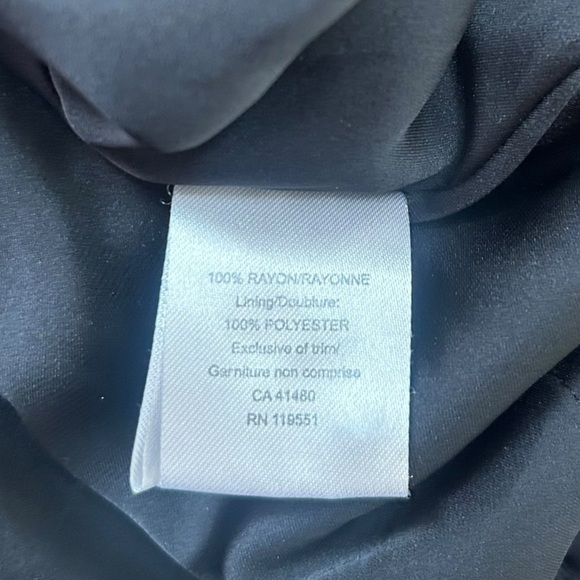 100% RAYON/RAYONNE
Lining/Doublure:
100% POLYESTER
Exclusive of trim/
Garniture non comprise
CA 41480
RN 119551